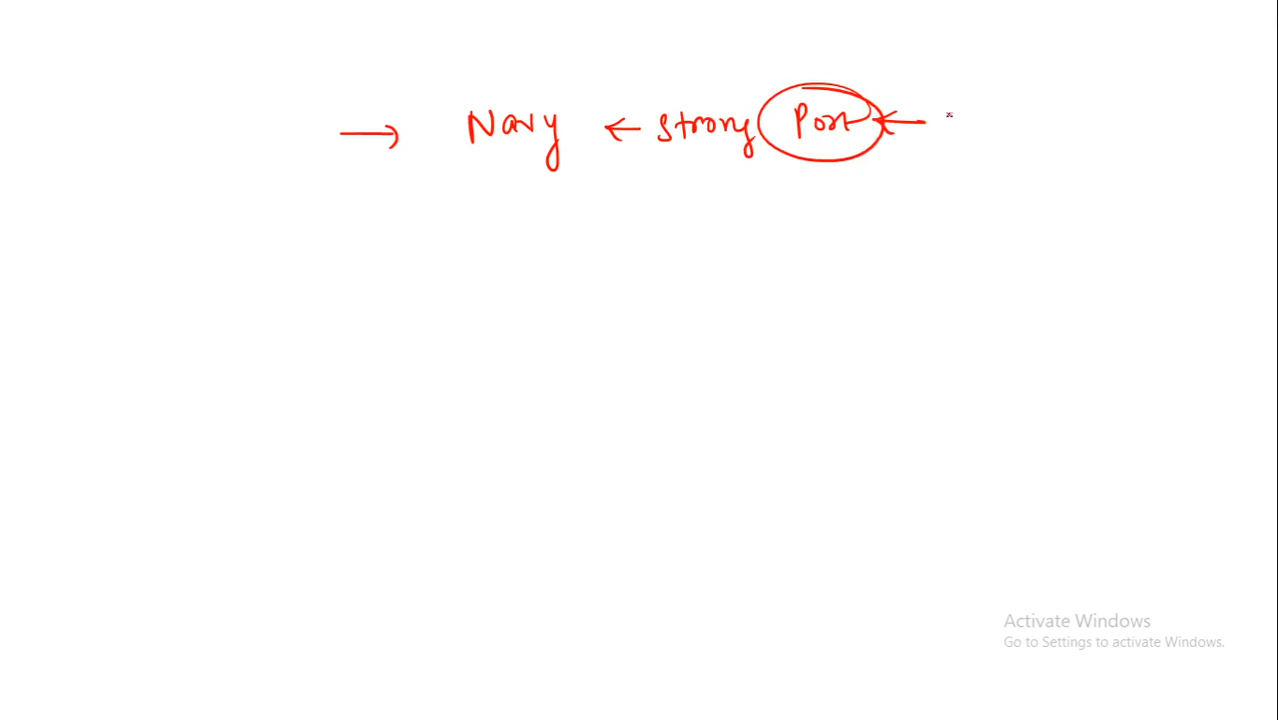 → Navy ← strong Port ←
Activate Windows
Go to Settings to activate Windows.